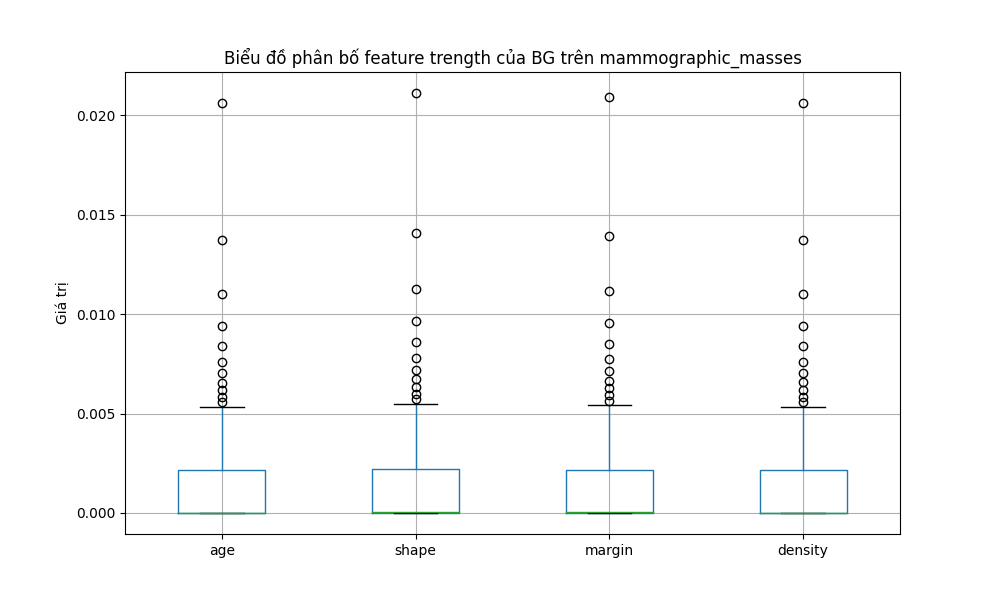 Biểu đồ phân bố feature trength của BG trên mammographic_masses
0.020
0.015
0.010
0.005
0.000
Giá trị
age shape margin density